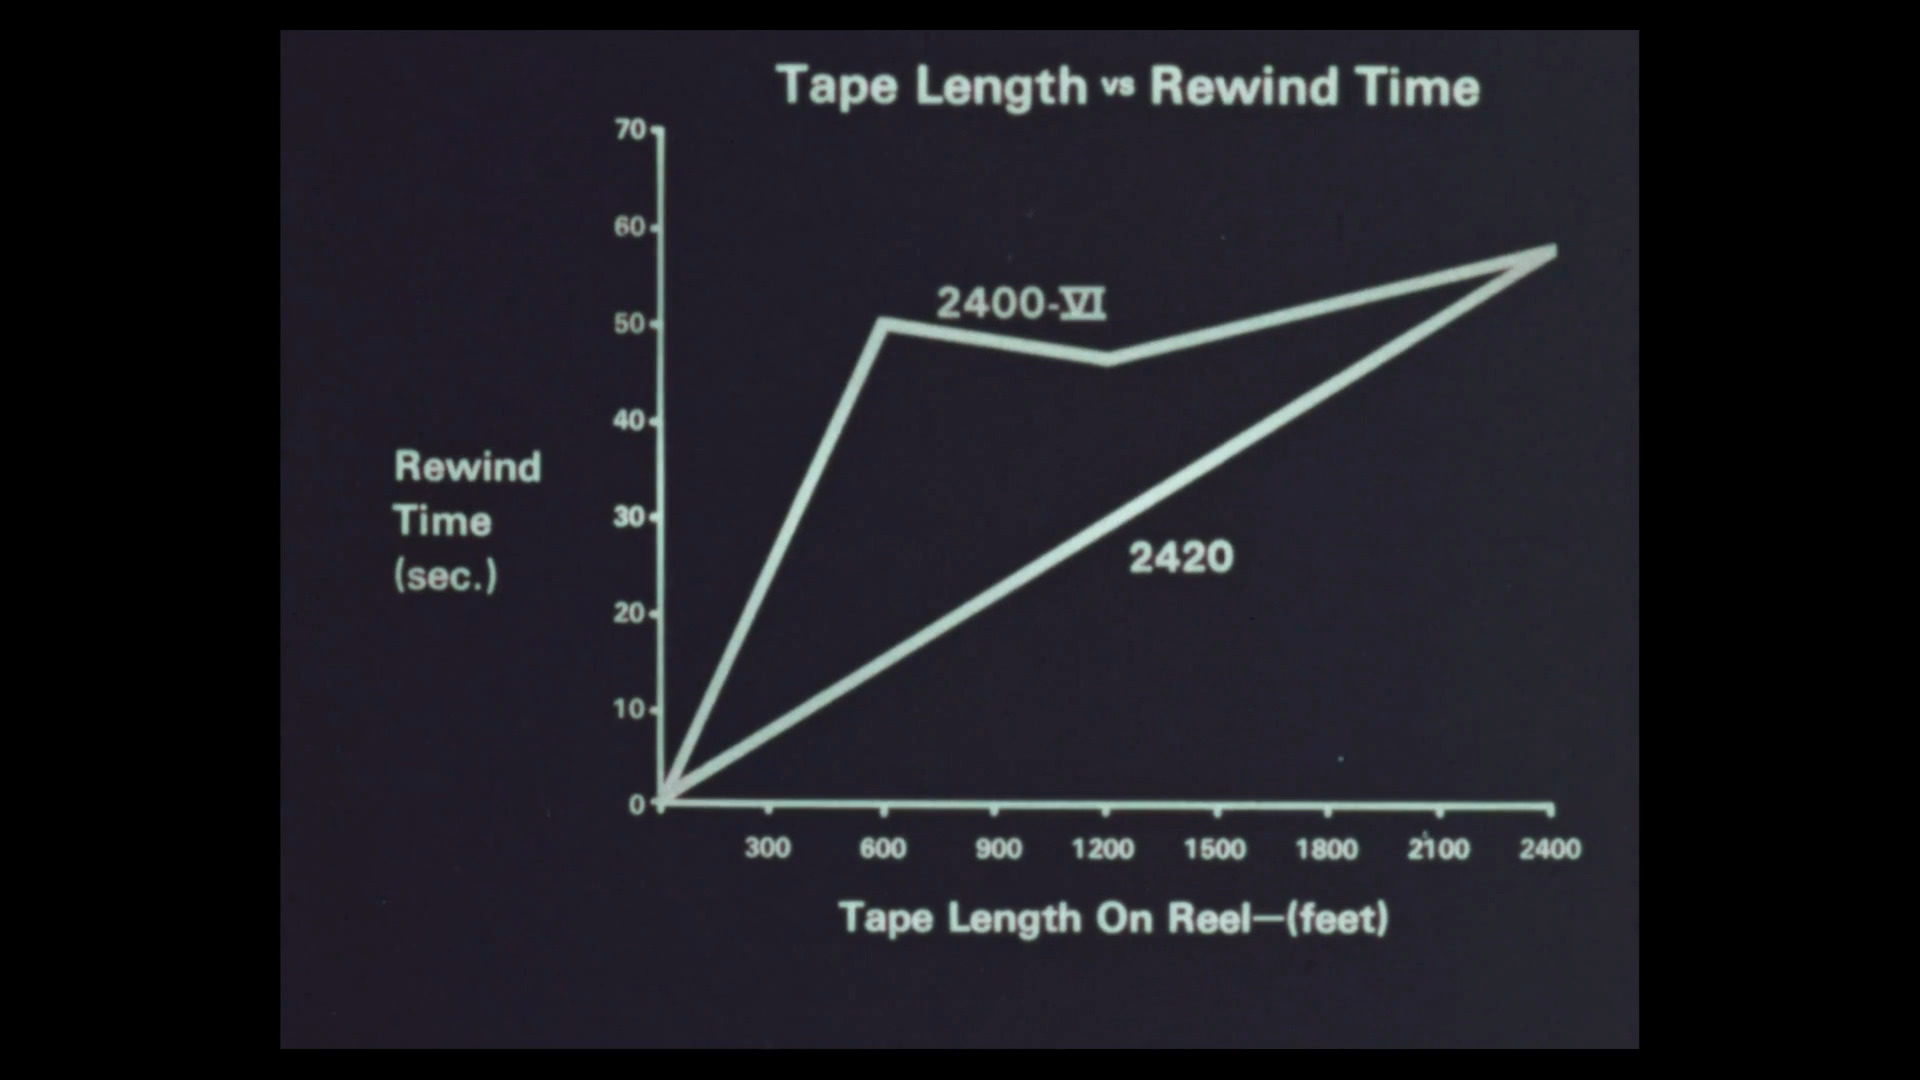 Tape Length vs Rewind Time
70
60
50
40
30
20
10
0
Rewind
Time
(sec.)
2400-VI
2420
300 600 900 1200 1500 1800 2100 2400
Tape Length On Reel—(feet)